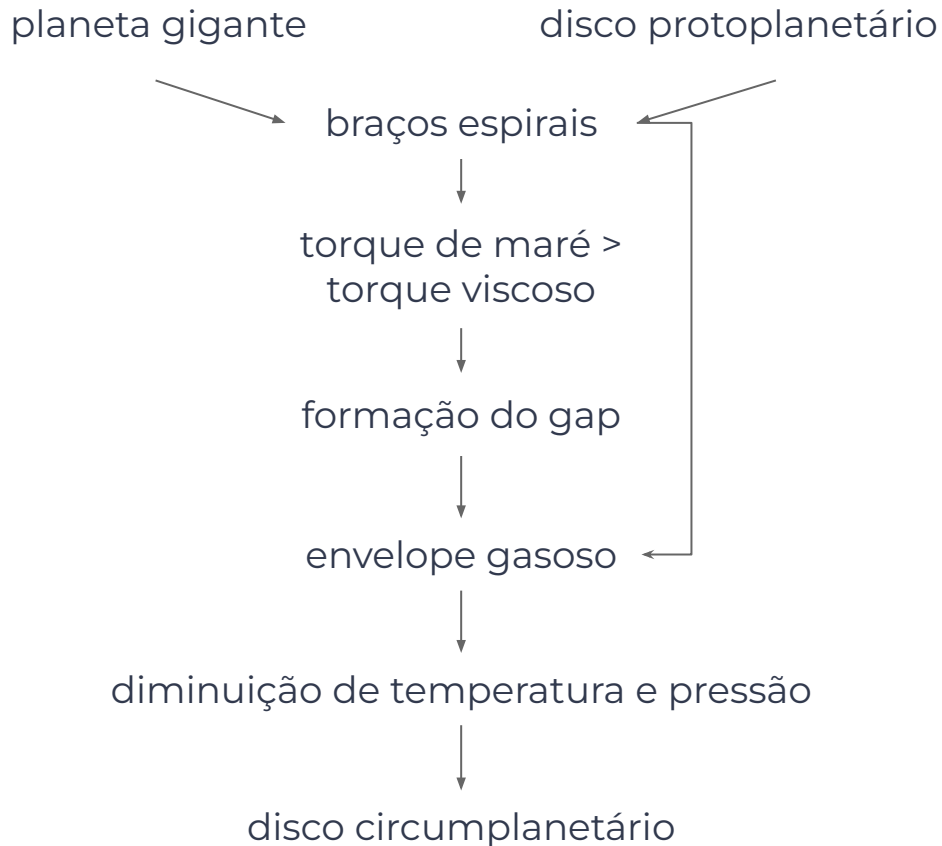 planeta gigante
disco protoplanetário
braços espirais
torque de maré >
torque viscoso
formação do gap
envelope gasoso
diminuição de temperatura e pressão
disco circumplanetário